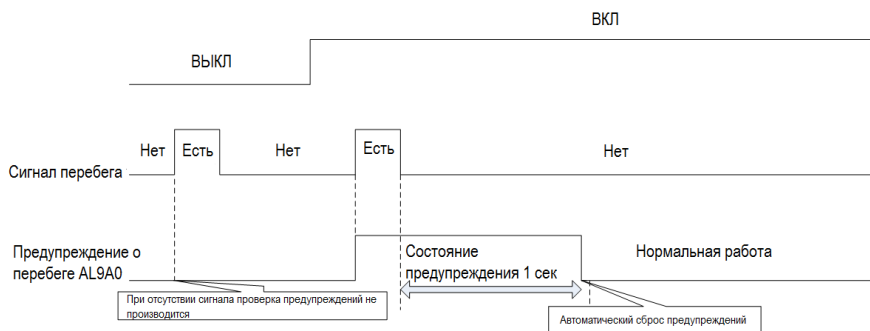 ВКЛ
ВЫКЛ
Нет
Есть
Нет
Есть
Нет
Сигнал перебега
Предупреждение о
перебеге AL9A0
Состояние
предупреждения 1 сек
Нормальная работа
При отсутствии сигнала проверка предупреждений не
производится
Автоматический сброс предупреждений